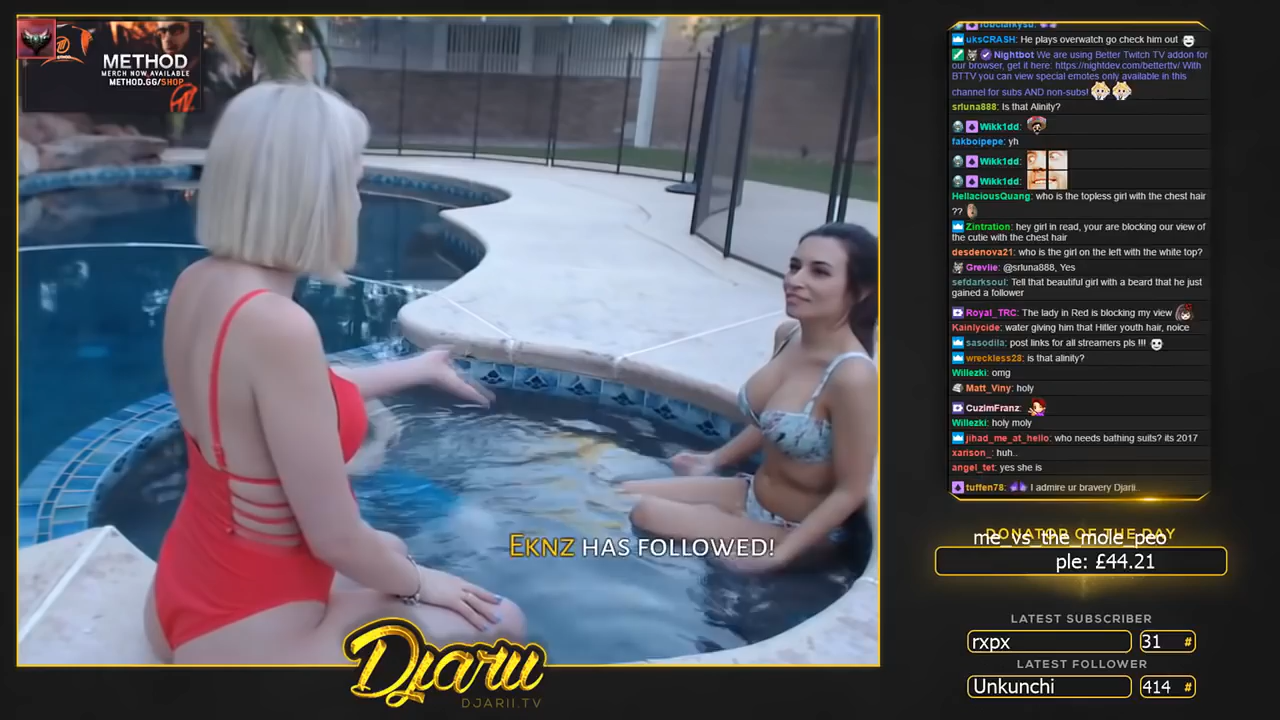 METHOD
MERCH NOW AVAILABLE
METHOD.GG/SHOP
EKNZ HAS FOLLOWED!
Djarii
DJARII.TV
uksCRASH: He plays overwatch go check him out
Nightbot We are using Better Twitch TV addon for
our browser, get it here: https://nightdev.com/betterttv/ With
BTTV you can view special emotes only available in this
channel for subs AND non-subs!
srluna888: Is that Alinity?
Wikk1dd:
fakboipepe: yh
Wikk1dd:
Wikk1dd:
HellaciousQuang: who is the topless girl with the chest hair
??
Zintration: hey girl in read, your are blocking our view of
the cutie with the chest hair
desdenova21: who is the girl on the left with the white top?
Grevlie: @srluna888, Yes
sefdarksoul: Tell that beautiful girl with a beard that he just
gained a follower
Royal_TRC: The lady in Red is blocking my view
Kainlycide: water giving him that Hitler youth hair, noice
sasodila: post links for all streamers pls !!!
wreckless28: is that alinity?
Willezki: omg
Matt_Viny: holy
CuzImFranz:
Willezki: holy moly
jihad_me_at_hello: who needs bathing suits? its 2017
xarison_: huh..
angel_tet: yes she is
tuffen78: I admire ur bravery Djarii.
DONATOR OF THE DAY
me_vs_the_mole_peo
ple: £44.21
LATEST SUBSCRIBER
rxpx 31 #
LATEST FOLLOWER
Unkunchi 414 #